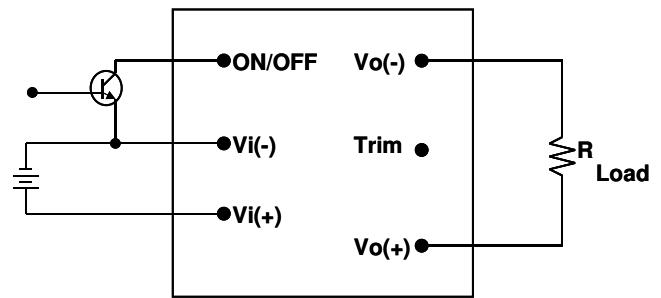 ON/OFF
Vo(-)
Vi(-)
Trim
R
Load
Vi(+)
Vo(+)